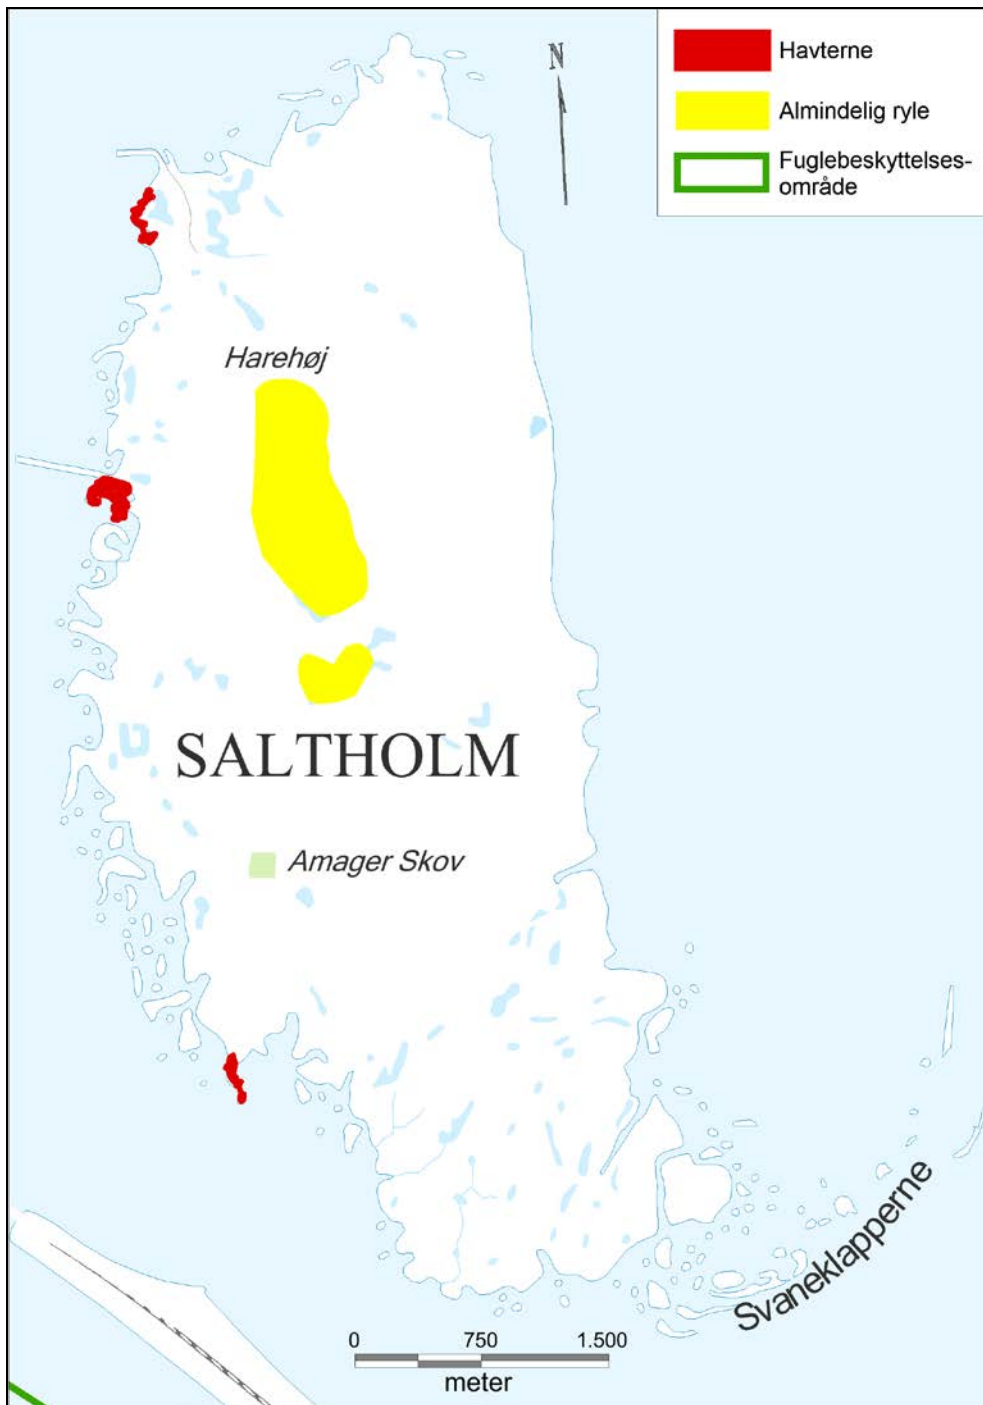 N
Havterne
Almindelig ryle
Fuglebeskyttelses-
område
Harehøj
SALTHOLM
Amager Skov
Svaneklapperne
0 750 1.500
meter